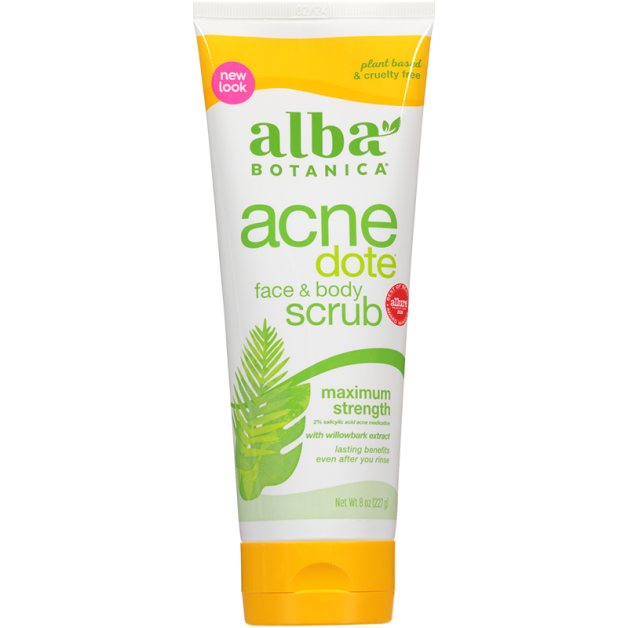 plant based
& cruelty free
new
look
alba
BOTANICA
acne
dote
face & body
scrub
allure
maximum
strength
2% salicylic acid acne medication
with willowbark extract
lasting benefits
even after you rinse
Net Wt 8 oz (227 g)